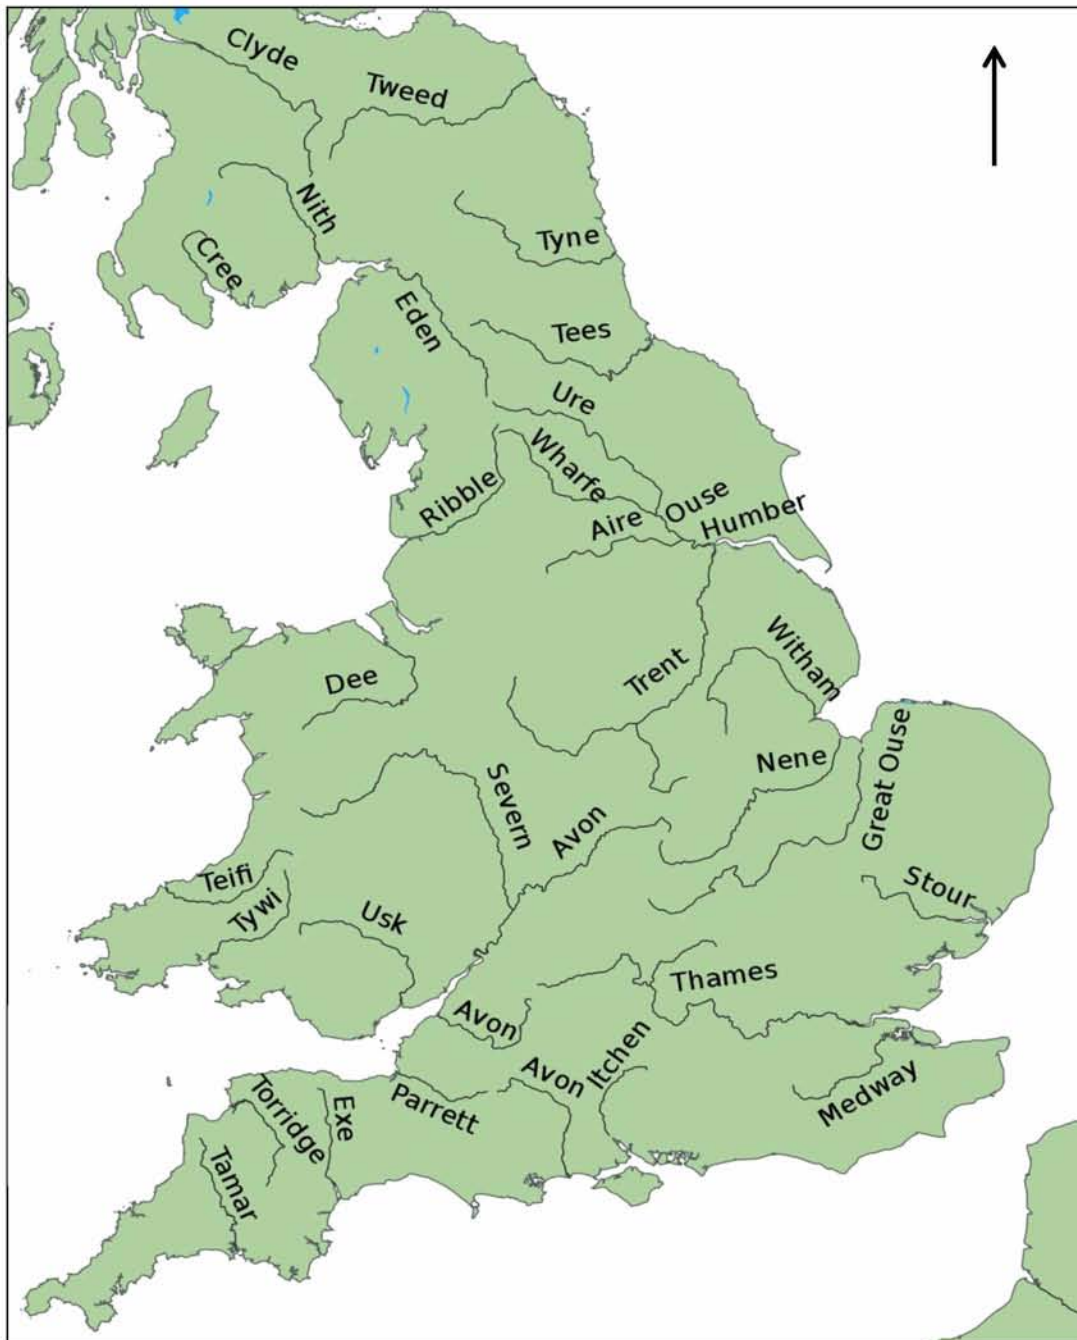 Clyde
Tweed
Nith
Cree
Tyne
Eden
Tees
Ure
Wharfe
Ribble
Ouse
Aire
Humber
Witham
Dee
Trent
Great Ouse
Nene
Severn
Avon
Teifi
Tywi
Usk
Stour
Thames
Avon
Itchen
Avon
Medway
Parrett
Torridge
Exe
Tamar